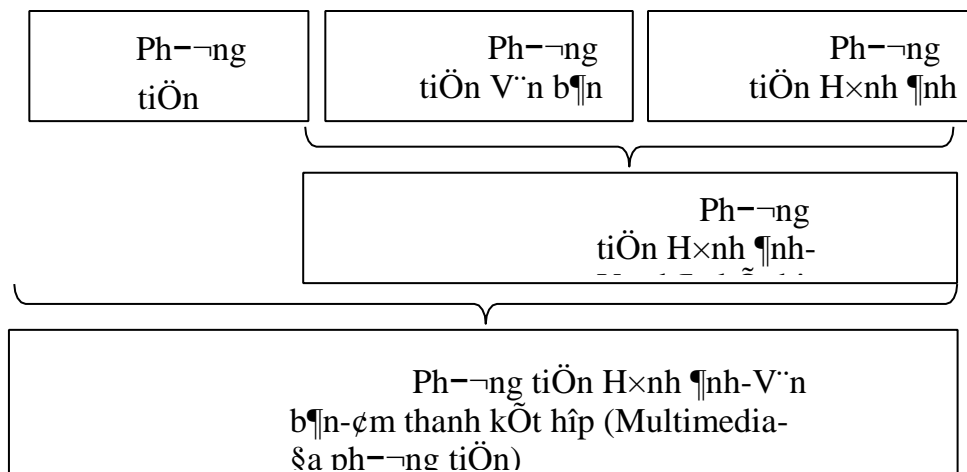 Ph−¬ng
tiÖn
Ph−¬ng
tiÖn V¨n b¶n
Ph−¬ng
tiÖn H×nh ¶nh
Ph−¬ng
tiÖn H×nh ¶nh-
Ph−¬ng tiÖn H×nh ¶nh-V¨n
b¶n-¢m thanh kÕt hîp (Multimedia-
§a ph−¬ng tiÖn)